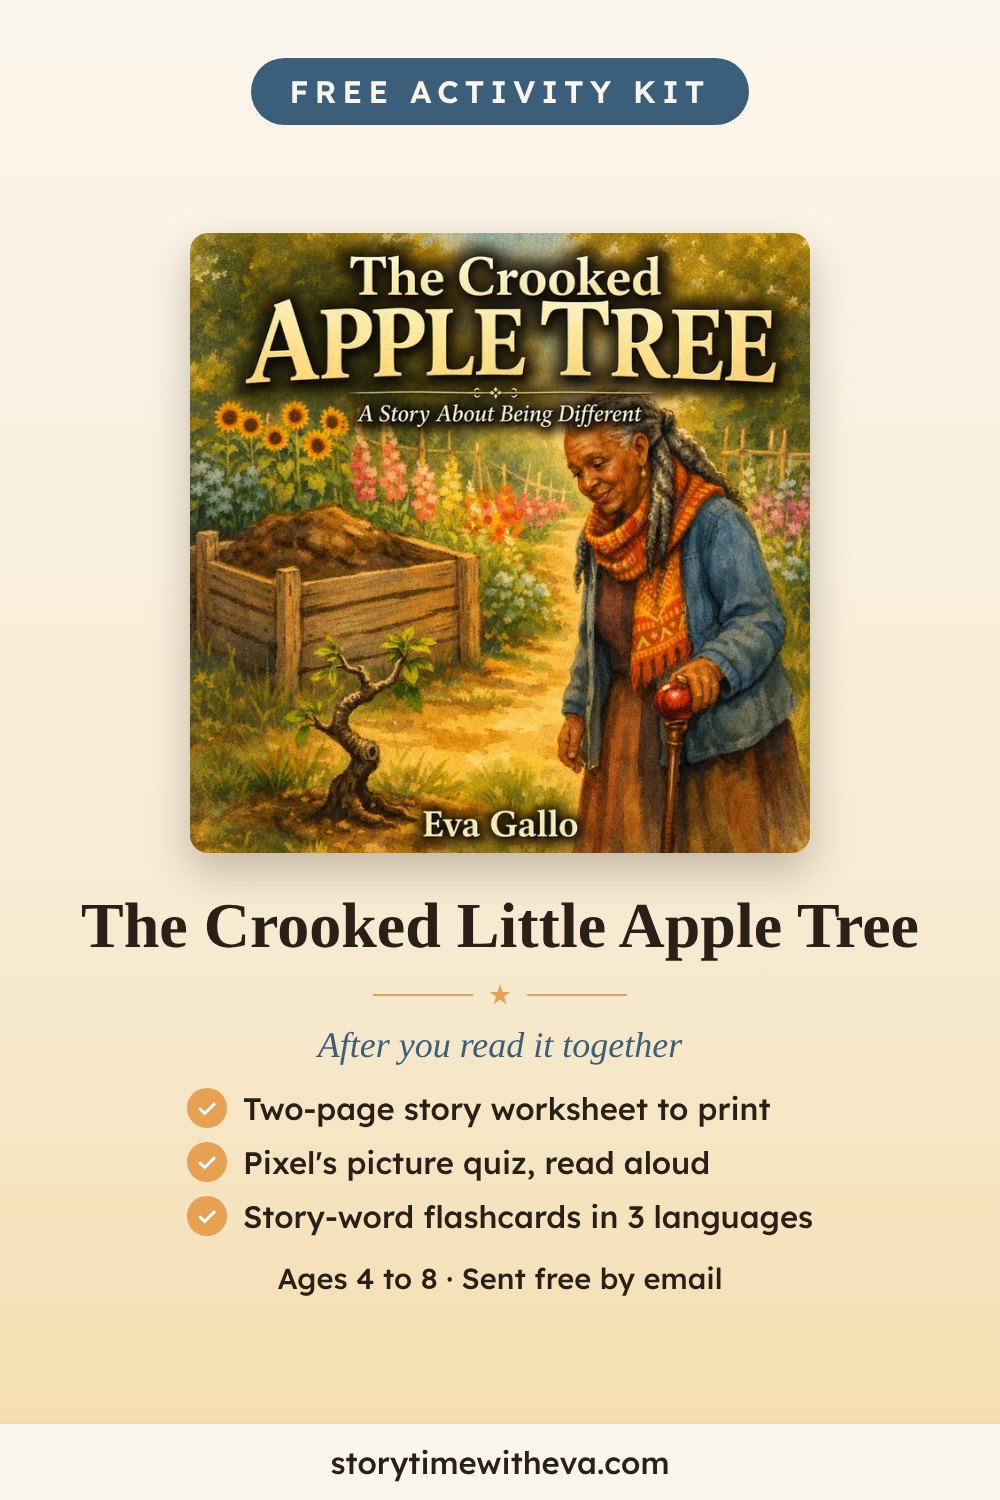 FREE ACTIVITY KIT
The Crooked
APPLE TREE
A Story About Being Different
Eva Gallo
The Crooked Little Apple Tree
After you read it together
Two-page story worksheet to print
Pixel's picture quiz, read aloud
Story-word flashcards in 3 languages
Ages 4 to 8 · Sent free by email
storytimewitheva.com